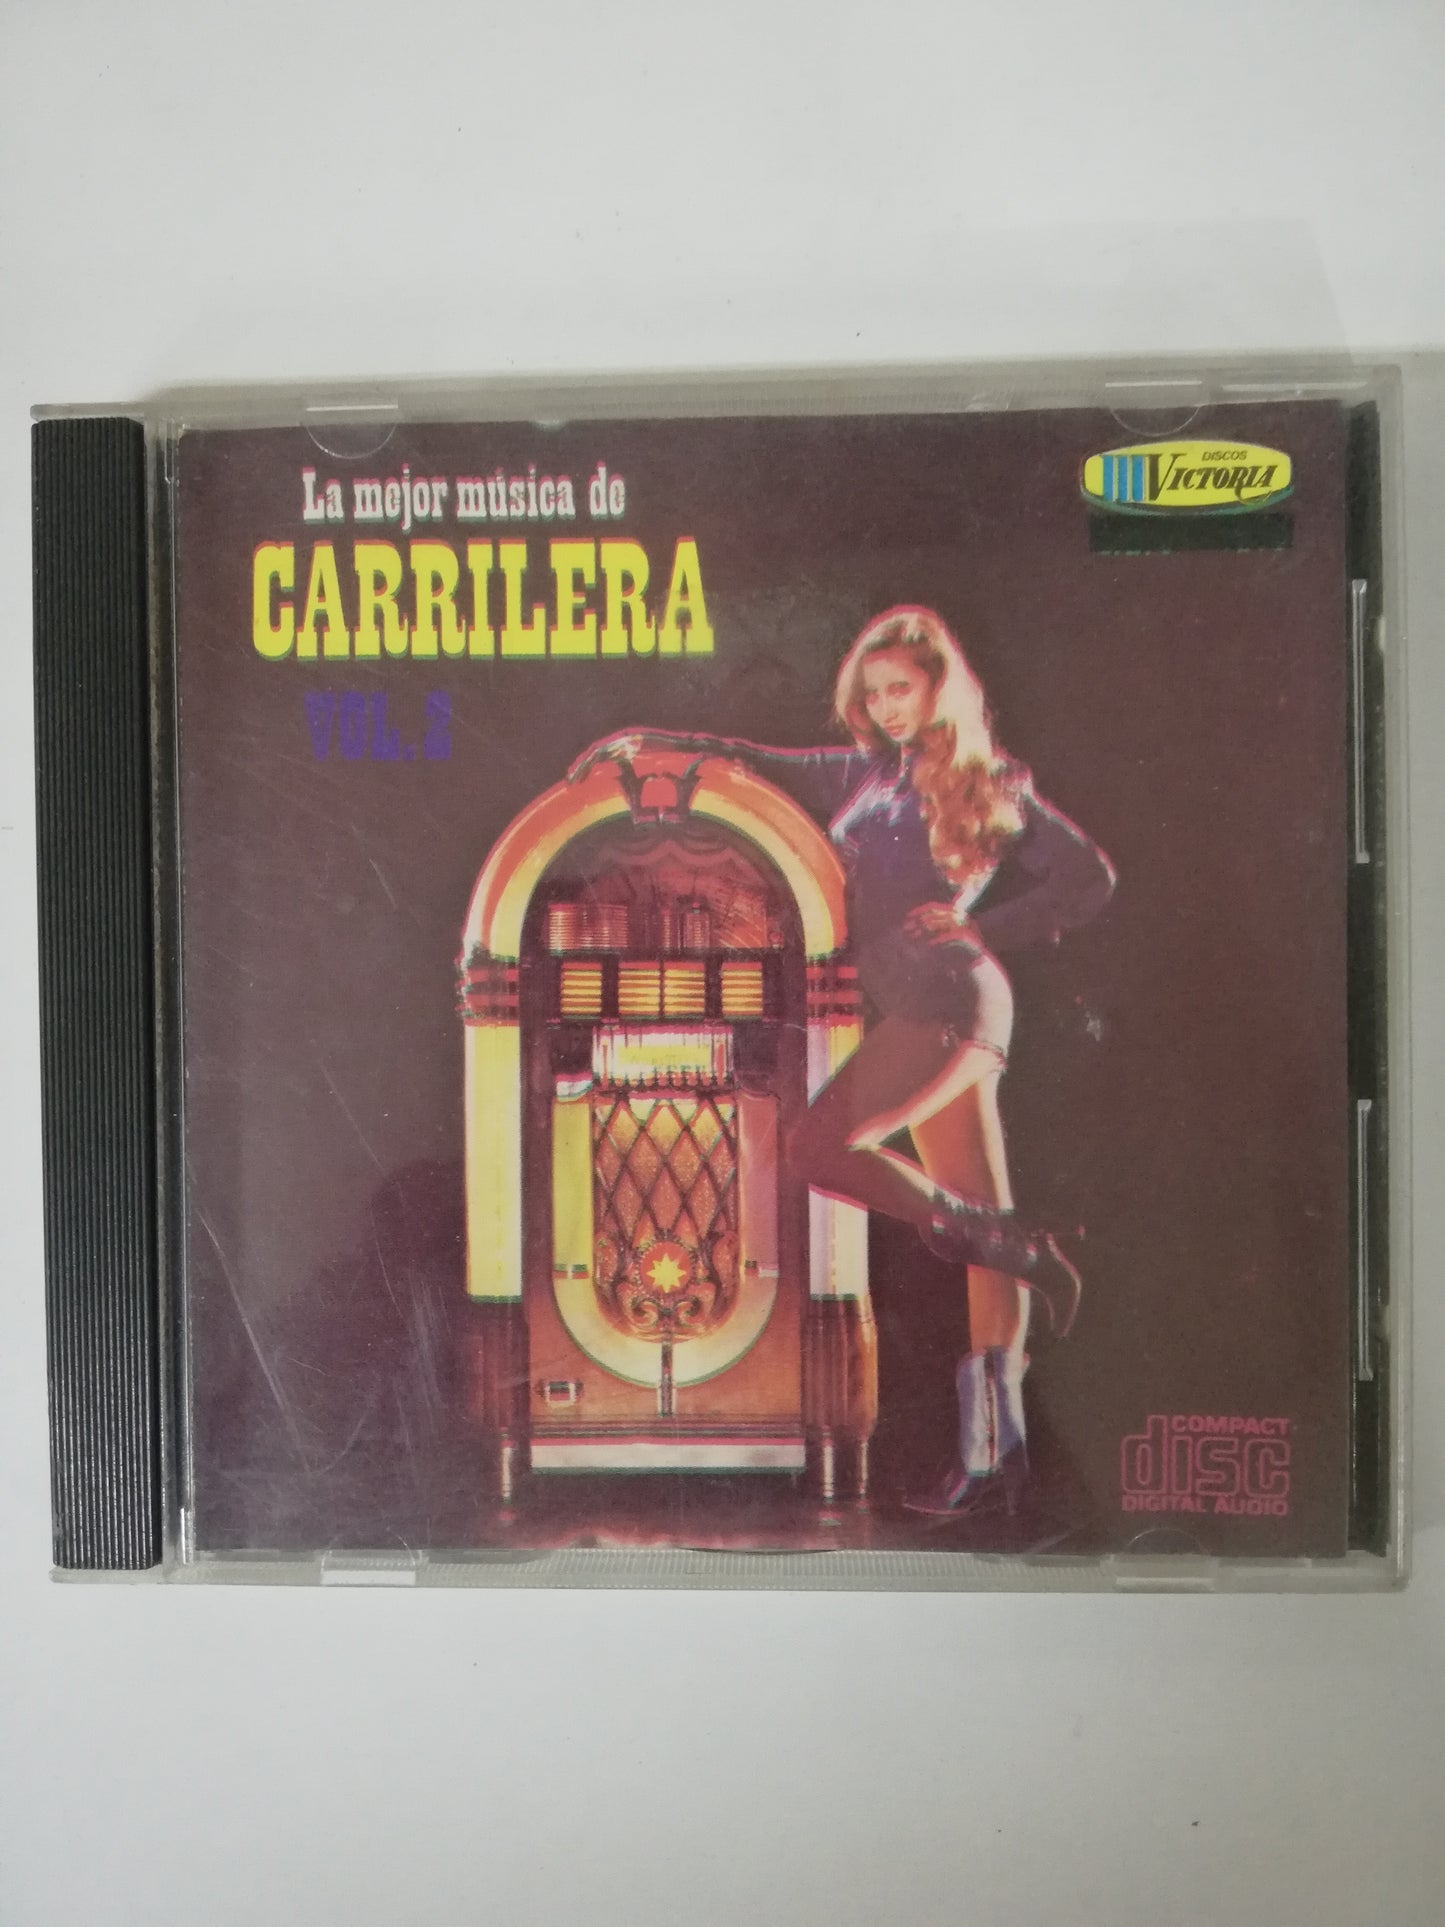 La mejor música de
CARRILERA
VOL. 2
DISCOS
VICTORIA
COMPACT
disc
DIGITAL AUDIO